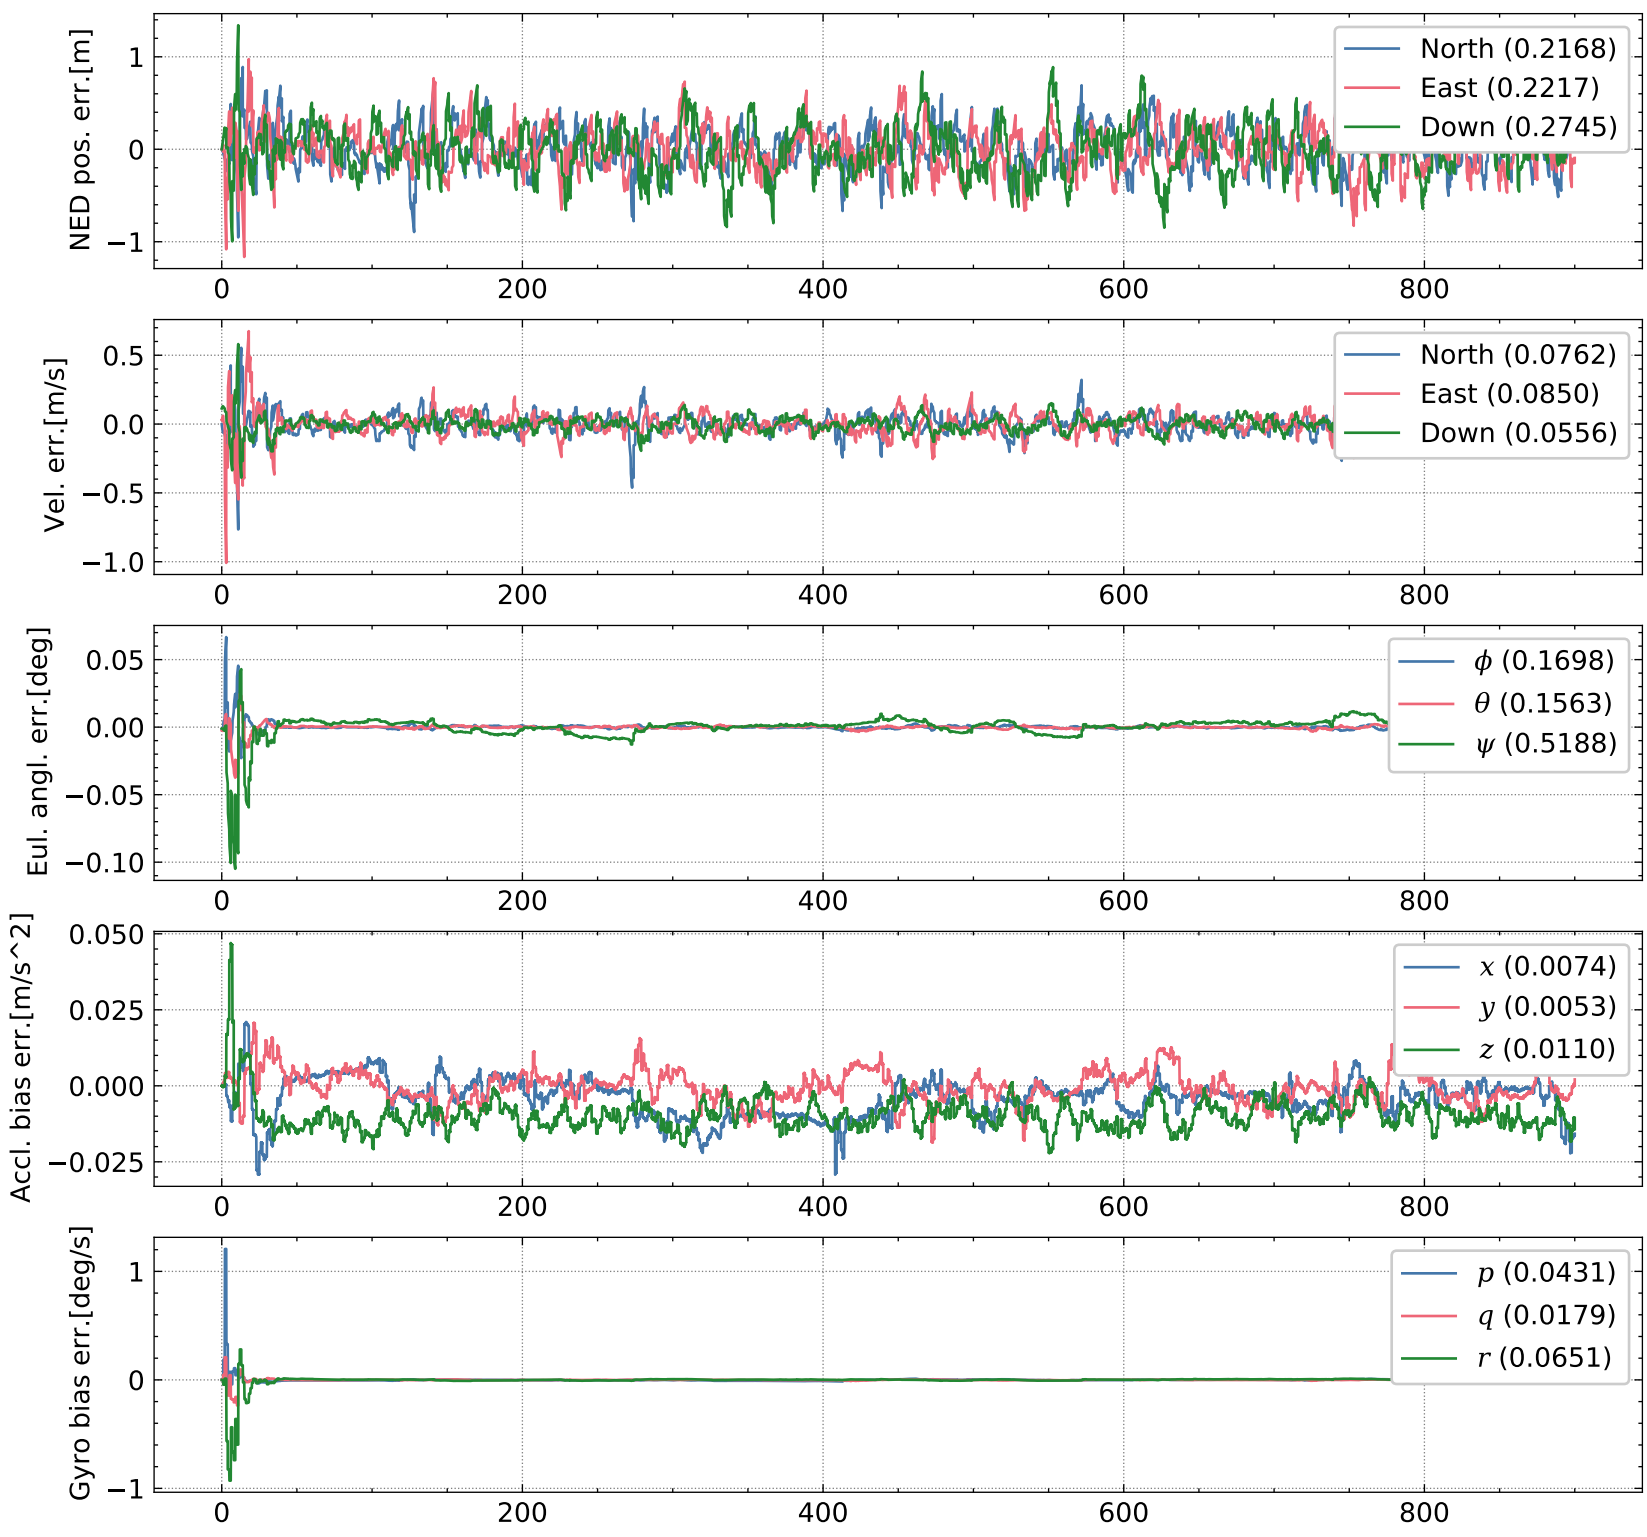 NED pos. err.[m]
1
0
−1
North (0.2168)
East (0.2217)
Down (0.2745)
0 200 400 600 800
Vel. err.[m/s]
0.5
0.0
−0.5
−1.0
North (0.0762)
East (0.0850)
Down (0.0556)
0 200 400 600 800
Eul. angl. err.[deg]
0.05
0.00
−0.05
−0.10
ϕ (0.1698)
θ (0.1563)
ψ (0.5188)
0 200 400 600 800
Accl. bias err.[m/s^2]
0.050
0.025
0.000
−0.025
x (0.0074)
y (0.0053)
z (0.0110)
0 200 400 600 800
Gyro bias err.[deg/s]
1
0
−1
p (0.0431)
q (0.0179)
r (0.0651)
0 200 400 600 800